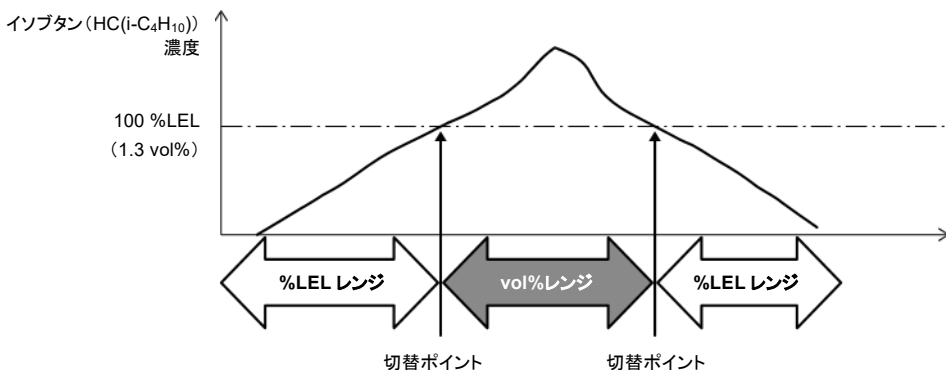 イソブタン(HC(i-C₄H₁₀))
濃度
100 %LEL
(1.3 vol%)
%LEL レンジ
vol%レンジ
%LEL レンジ
切替ポイント
切替ポイント